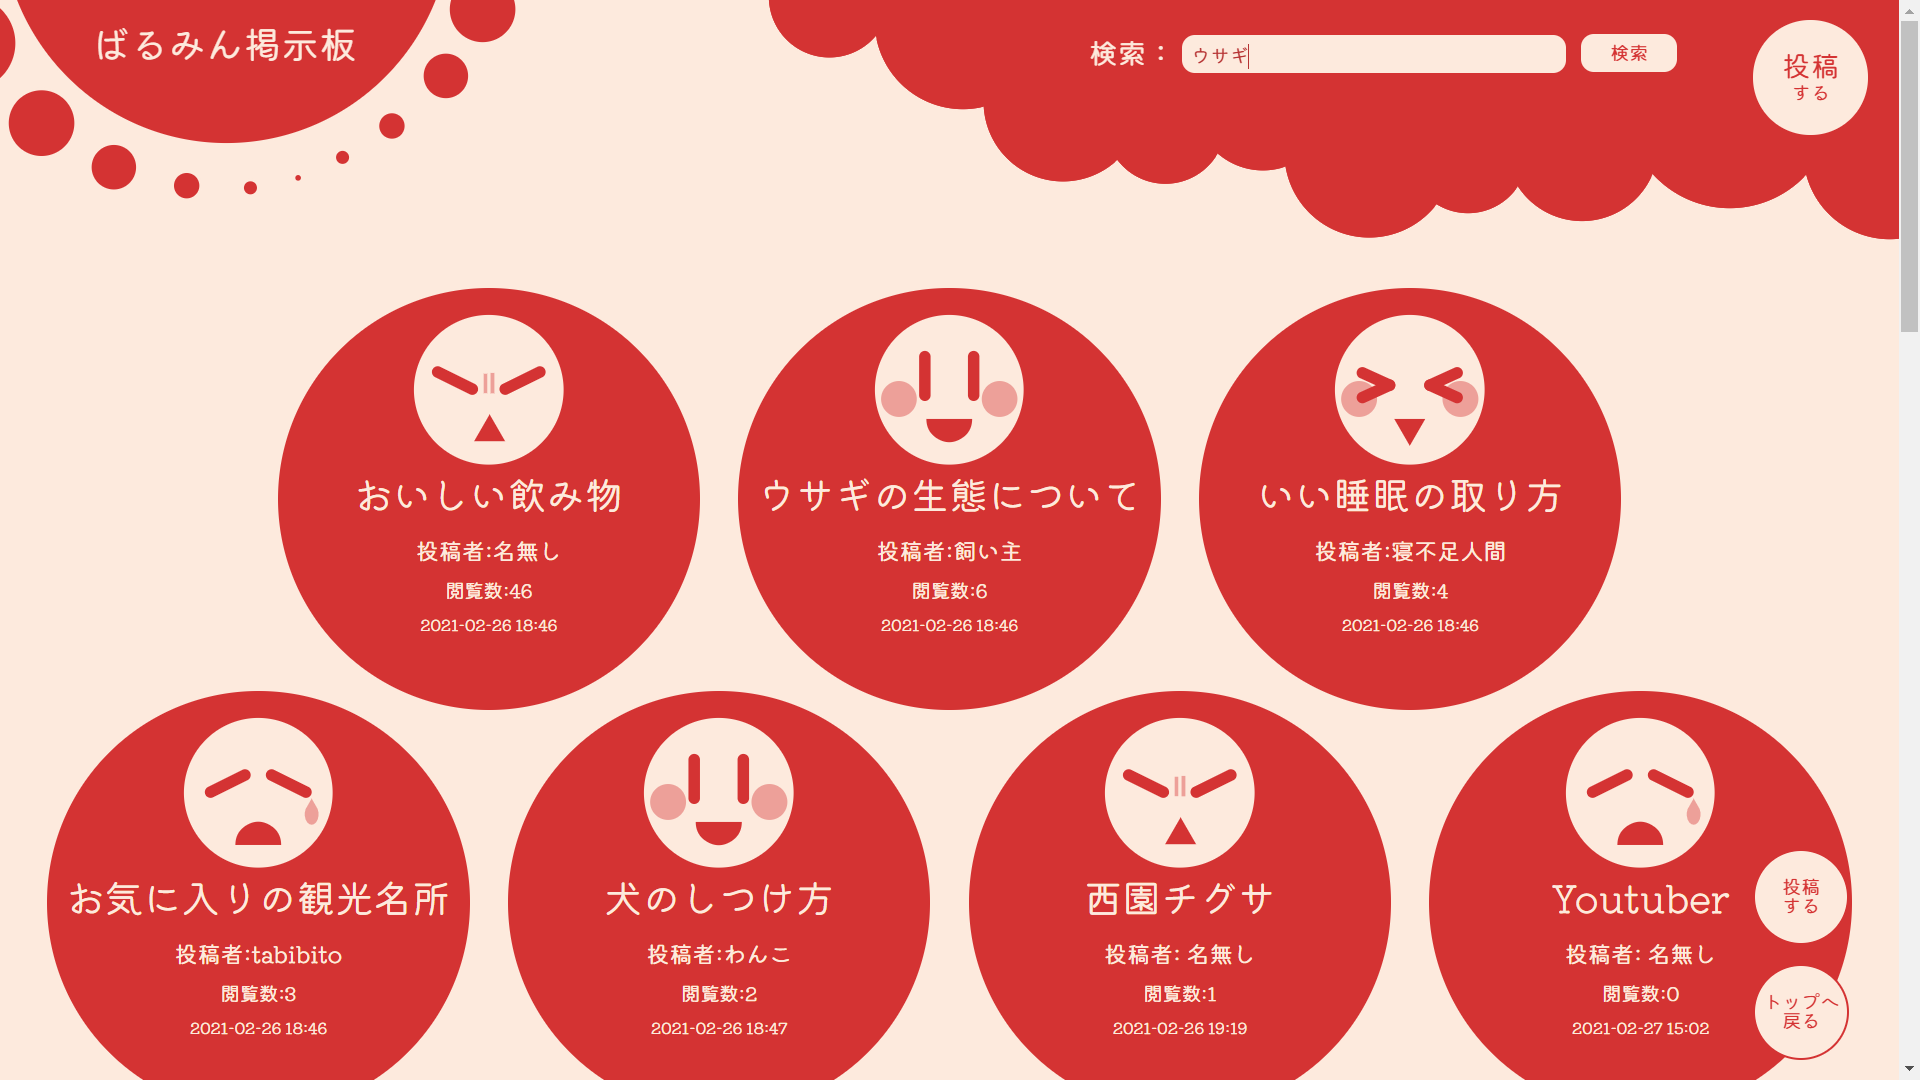 ばるみん掲示板
検索：
ウサギ
検索
投稿
する
おいしい飲み物
投稿者:名無し
閲覧数:46
2021-02-26 18:46
ウサギの生態について
投稿者:飼い主
閲覧数:6
2021-02-26 18:46
いい睡眠の取り方
投稿者:寝不足人間
閲覧数:4
2021-02-26 18:46
お気に入りの観光名所
投稿者:tabibito
閲覧数:3
2021-02-26 18:46
犬のしつけ方
投稿者:わんこ
閲覧数:2
2021-02-26 18:47
西園チグサ
投稿者: 名無し
閲覧数:1
2021-02-26 19:19
Youtuber
投稿者: 名無し
閲覧数:0
2021-02-27 15:02
投稿
する
トップへ
戻る